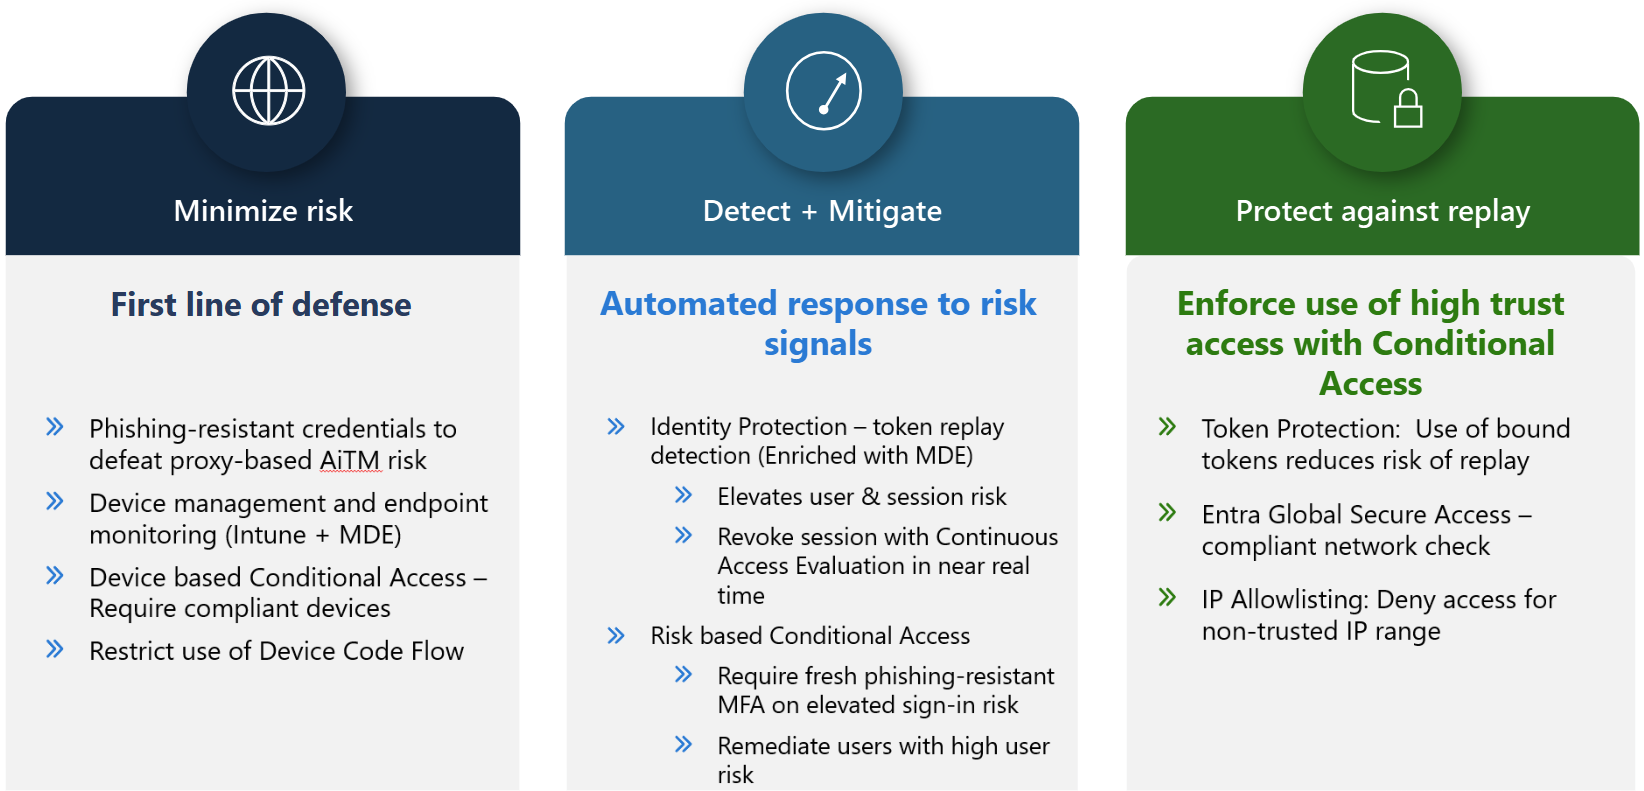 Minimize risk
First line of defense
Phishing-resistant credentials to
defeat proxy-based AiTM risk
Device management and endpoint
monitoring (Intune + MDE)
Device based Conditional Access –
Require compliant devices
Restrict use of Device Code Flow
Detect + Mitigate
Automated response to risk
signals
Identity Protection – token replay
detection (Enriched with MDE)
Elevates user & session risk
Revoke session with Continuous
Access Evaluation in near real
time
Risk based Conditional Access
Require fresh phishing-resistant
MFA on elevated sign-in risk
Remediate users with high user
risk
Protect against replay
Enforce use of high trust
access with Conditional
Access
Token Protection:  Use of bound
tokens reduces risk of replay
Entra Global Secure Access –
compliant network check
IP Allowlisting: Deny access for
non-trusted IP range